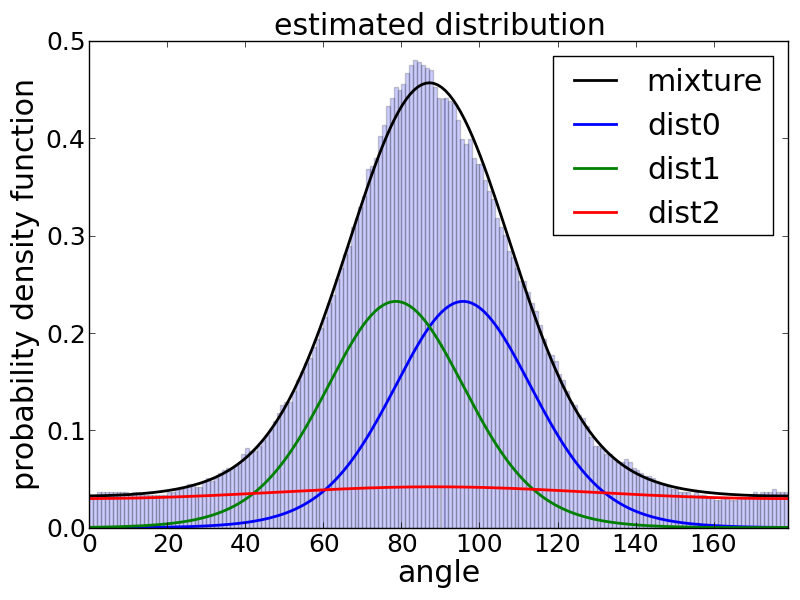 estimated distribution
probability density function
0.5
0.4
0.3
0.2
0.1
0.0
mixture
dist0
dist1
dist2
0 20 40 60 80 100 120 140 160
angle